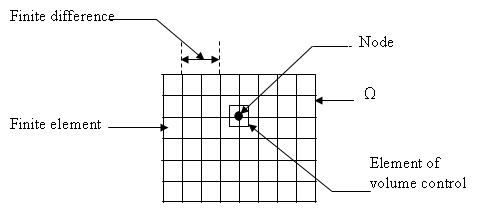 Finite difference
Node
Ω
Finite element
Element of
volume control